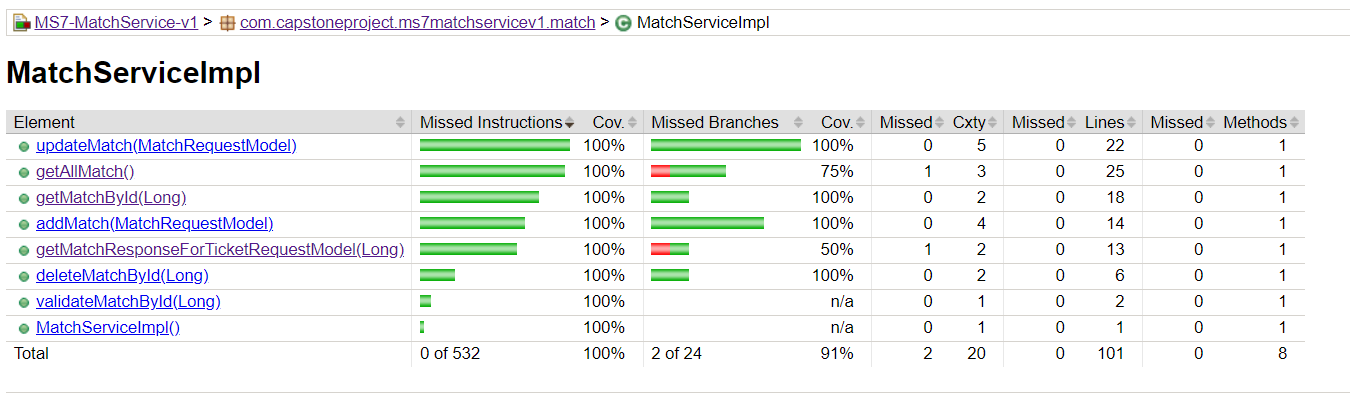 MS7-MatchService-v1 > com.capstoneproject.ms7matchservicev1.match > MatchServiceImpl
MatchServiceImpl
Element Missed Instructions Cov. Missed Branches Cov. Missed Cxty Missed Lines Missed Methods
updateMatch(MatchRequestModel) 100% 100% 0 5 0 22 0 1
getAllMatch() 100% 75% 1 3 0 25 0 1
getMatchById(Long) 100% 100% 0 2 0 18 0 1
addMatch(MatchRequestModel) 100% 100% 0 4 0 14 0 1
getMatchResponseForTicketRequestModel(Long) 100% 50% 1 2 0 13 0 1
deleteMatchById(Long) 100% 100% 0 2 0 6 0 1
validateMatchById(Long) 100% n/a 0 1 0 2 0 1
MatchServiceImpl() 100% n/a 0 1 0 1 0 1
Total 0 of 532 100% 2 of 24 91% 2 20 0 101 0 8